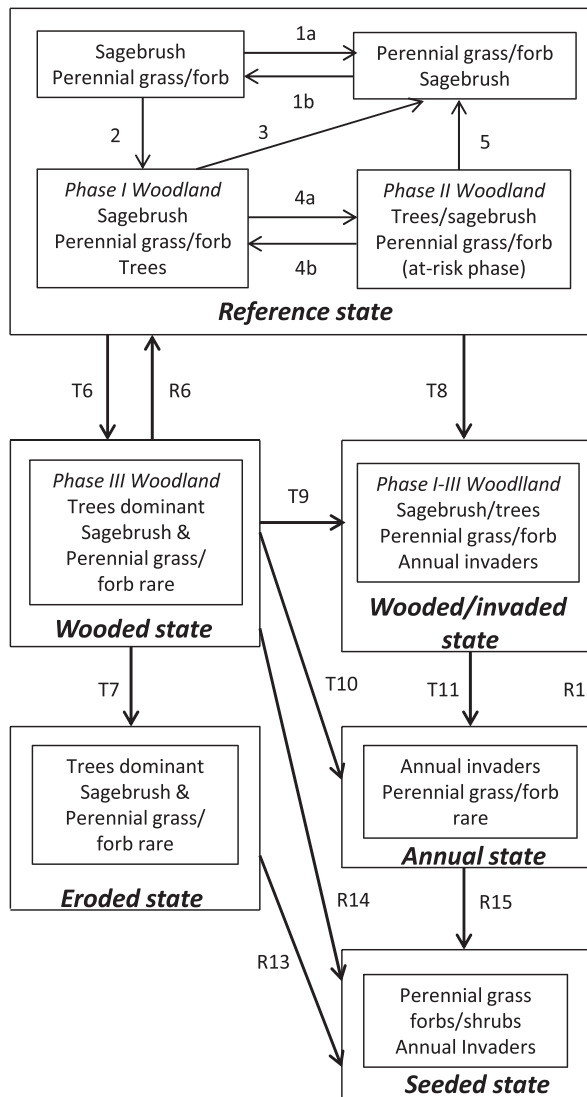 Sagebrush
Perennial grass/forb
1a
1b
Perennial grass/forb
Sagebrush
2
3
5
Phase I Woodland
Sagebrush
Perennial grass/forb
Trees
4a
4b
Phase II Woodland
Trees/sagebrush
Perennial grass/forb
(at-risk phase)
Reference state
T6
R6
T8
Phase III Woodland
Trees dominant
Sagebrush &
Perennial grass/
forb rare
Wooded state
T9
Phase I-III Woodlland
Sagebrush/trees
Perennial grass/forb
Annual invaders
Wooded/invaded
state
T7
T10
T11
R1
Trees dominant
Sagebrush &
Perennial grass/
forb rare
Eroded state
Annual invaders
Perennial grass/forb
rare
Annual state
R13
R14
R15
Perennial grass
forbs/shrubs
Annual Invaders
Seeded state